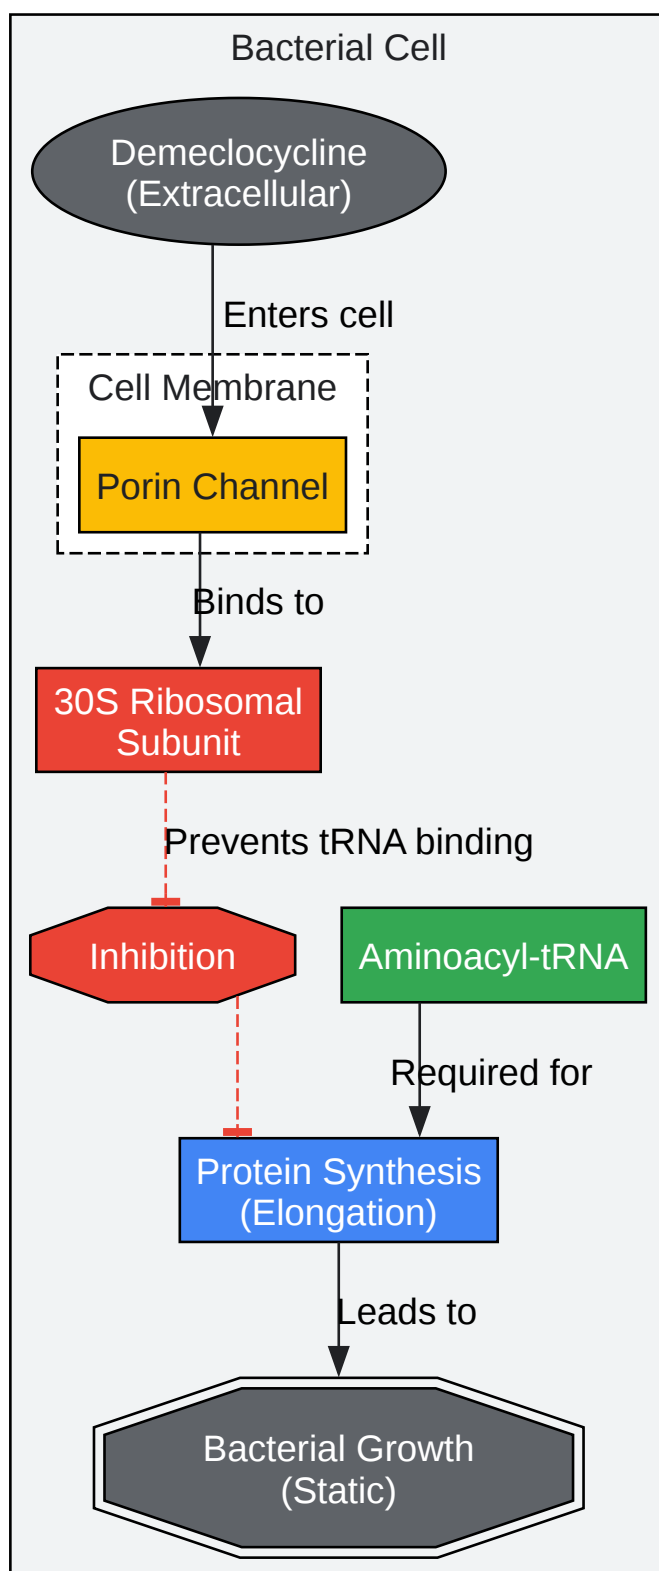 Bacterial Cell
Demeclocycline
(Extracellular)
Enters cell
Cell Membrane
Porin Channel
Binds to
30S Ribosomal
Subunit
Prevents tRNA binding
Inhibition
Aminoacyl-tRNA
Required for
Protein Synthesis
(Elongation)
Leads to
Bacterial Growth
(Static)